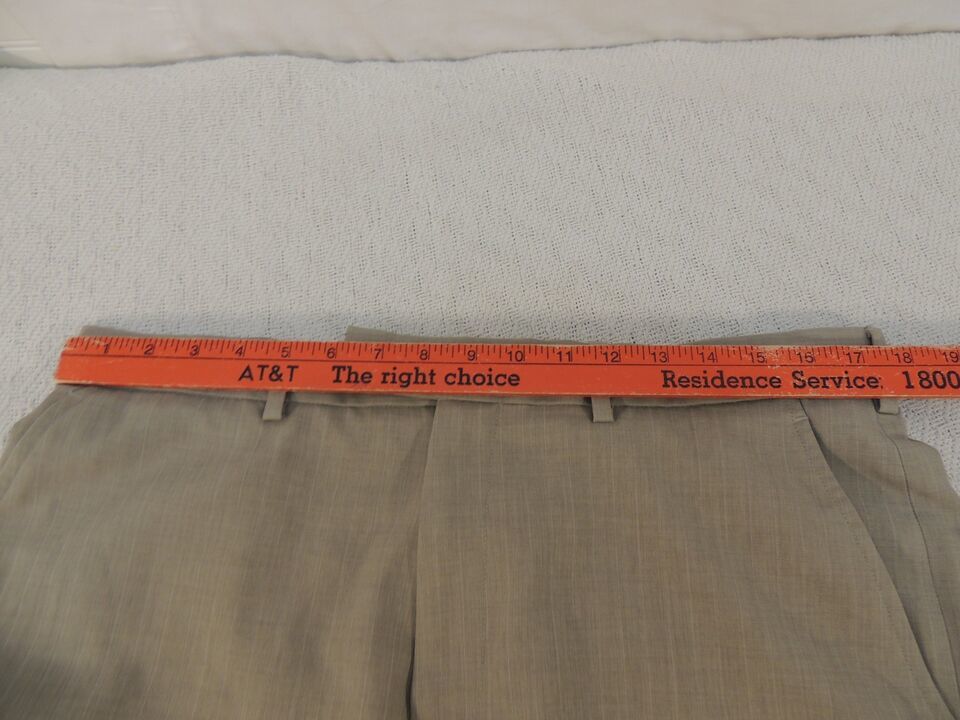 1 2 3 4 5 6 7 8 9 10 11 12 13 14 15 16 17 18 19
AT&T The right choice Residence Service: 1800